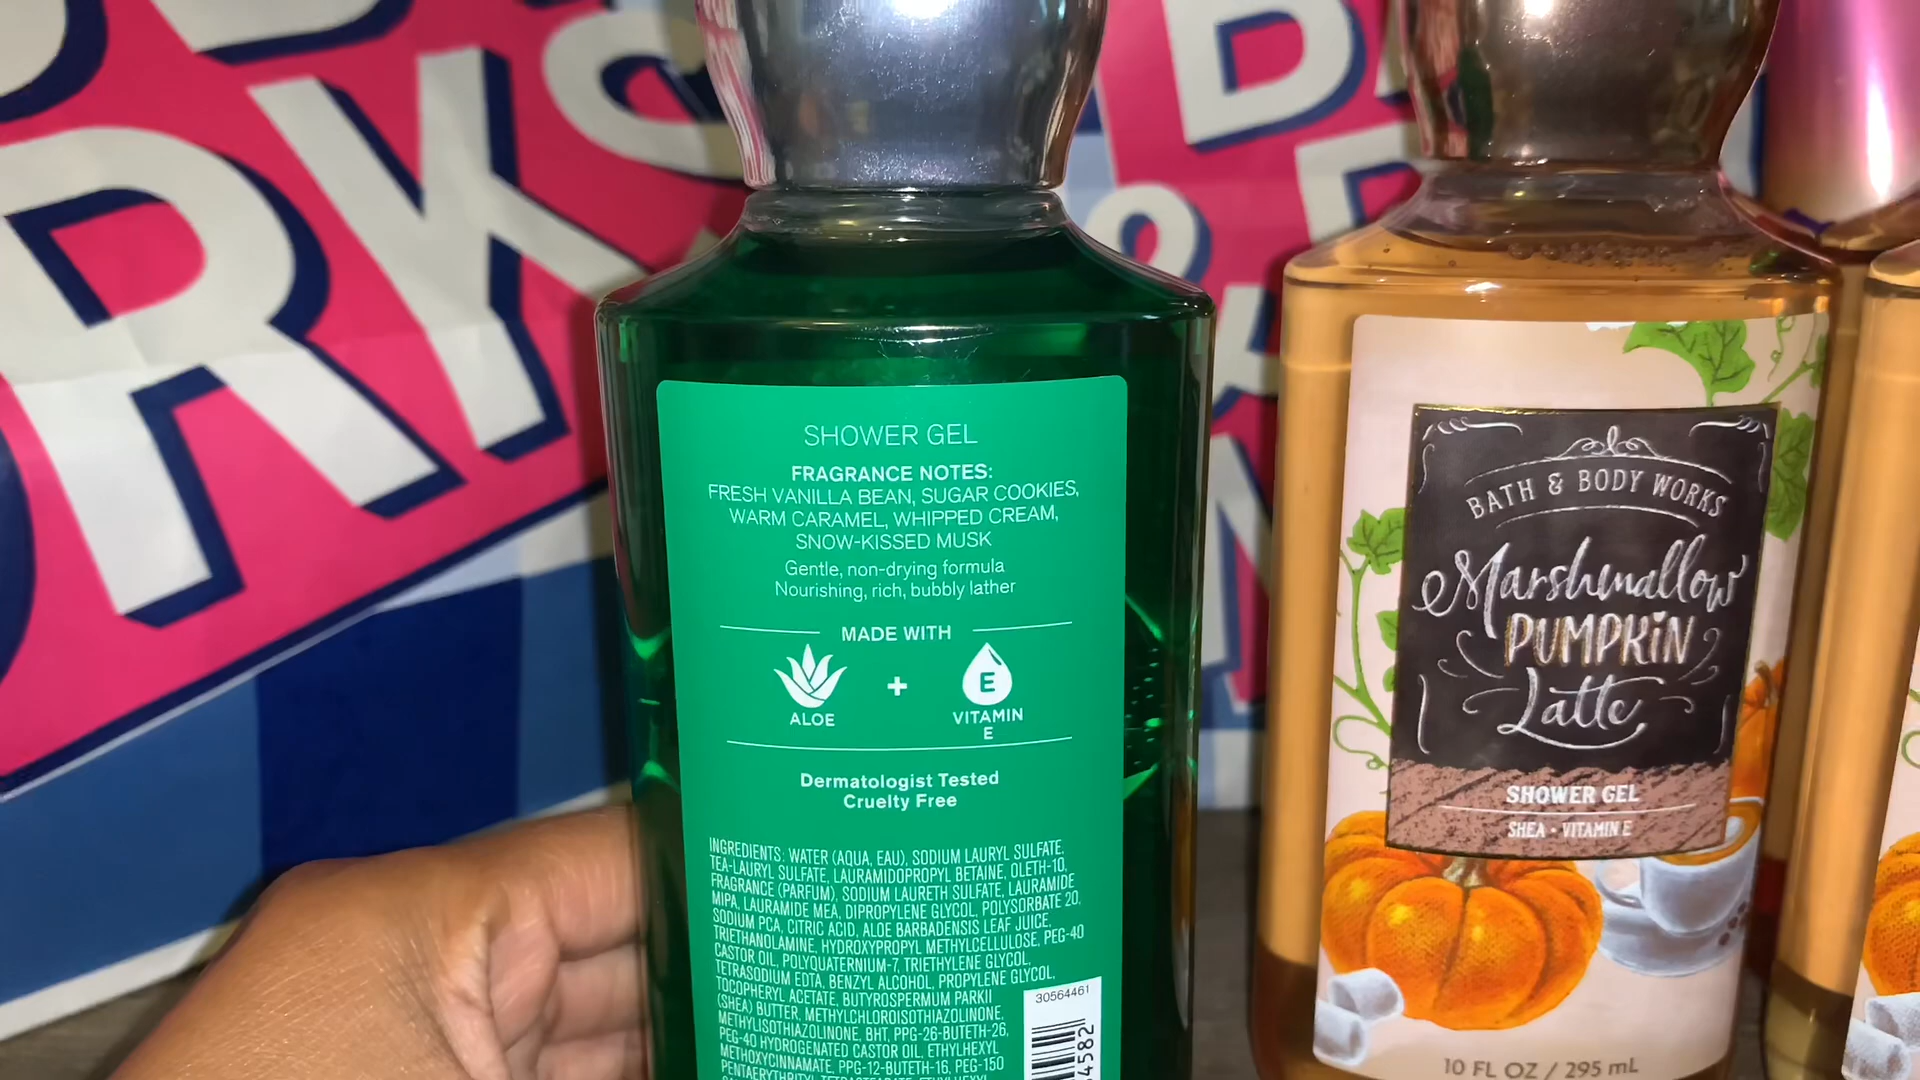 ORKS
B
&
SHOWER GEL
FRAGRANCE NOTES:
FRESH VANILLA BEAN, SUGAR COOKIES,
WARM CARAMEL, WHIPPED CREAM,
SNOW-KISSED MUSK
Gentle, non-drying formula
Nourishing, rich, bubbly lather
MADE WITH
ALOE
+
E
VITAMIN
E
Dermatologist Tested
Cruelty Free
INGREDIENTS: WATER (AQUA, EAU), SODIUM LAURYL SULFATE,
TEA-LAURYL SULFATE, LAURAMIDOPROPYL BETAINE, OLETH-10,
FRAGRANCE (PARFUM), SODIUM LAURETH SULFATE, LAURAMIDE
MIPA, LAURAMIDE MEA, DIPROPYLENE GLYCOL, POLYSORBATE 20,
SODIUM PCA, CITRIC ACID, ALOE BARBADENSIS LEAF JUICE,
TRIETHANOLAMINE, HYDROXYPROPYL METHYLCELLULOSE, PEG-40
CASTOR OIL, POLYQUATERNIUM-7, TRIETHYLENE GLYCOL,
TETRASODIUM EDTA, BENZYL ALCOHOL, PROPYLENE GLYCOL,
TOCOPHERYL ACETATE, BUTYROSPERMUM PARKII
(SHEA) BUTTER, METHYLCHLOROISOTHIAZOLINONE,
METHYLISOTHIAZOLINONE, BHT, PPG-26-BUTETH-26,
PEG-40 HYDROGENATED CASTOR OIL, ETHYLHEXYL
METHOXYCINNAMATE, PPG-12-BUTETH-16, PEG-150
30564461
4582
BATH & BODY WORKS
Marshmallow
PUMPKiN
Latte
SHOWER GEL
SHEA • VITAMIN E
10 FL OZ / 295 mL